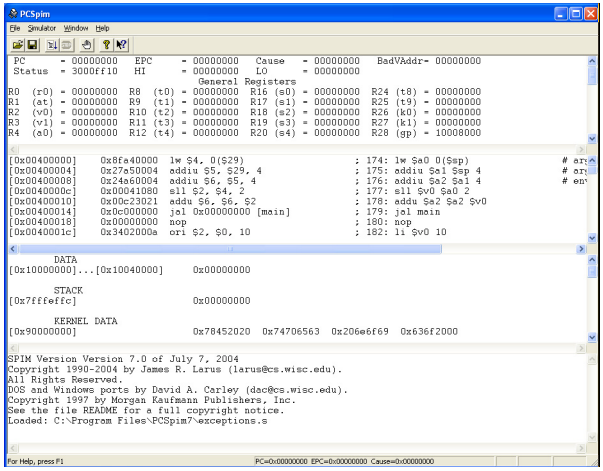 PCSpim
File Simulator Window Help
PC = 00000000 EPC = 00000000 Cause = 00000000 BadVAddr= 00000000
Status = 3000ff10 HI = 00000000 LO = 00000000
General Registers
R0 (r0) = 00000000 R8 (t0) = 00000000 R16 (s0) = 00000000 R24 (t8) = 00000000
R1 (at) = 00000000 R9 (t1) = 00000000 R17 (s1) = 00000000 R25 (t9) = 00000000
R2 (v0) = 00000000 R10 (t2) = 00000000 R18 (s2) = 00000000 R26 (k0) = 00000000
R3 (v1) = 00000000 R11 (t3) = 00000000 R19 (s3) = 00000000 R27 (k1) = 00000000
R4 (a0) = 00000000 R12 (t4) = 00000000 R20 (s4) = 00000000 R28 (gp) = 10008000
[0x00400000] 0x8fa40000 lw $4, 0($29) ; 174: lw $a0 0($sp) # arg
[0x00400004] 0x27a50004 addiu $5, $29, 4 ; 175: addiu $a1 $sp 4 # arg
[0x00400008] 0x24a60004 addiu $6, $5, 4 ; 176: addiu $a2 $a1 4 # env
[0x0040000c] 0x00041080 sll $2, $4, 2 ; 177: sll $v0 $a0 2
[0x00400010] 0x00c23021 addu $6, $6, $2 ; 178: addu $a2 $a2 $v0
[0x00400014] 0x0c000000 jal 0x00000000 [main] ; 179: jal main
[0x00400018] 0x00000000 nop ; 180: nop
[0x0040001c] 0x3402000a ori $2, $0, 10 ; 182: li $v0 10
DATA
[0x10000000]...[0x10040000] 0x00000000
STACK
[0x7fffeffc] 0x00000000
KERNEL DATA
[0x90000000] 0x78452020 0x74706563 0x206e6f69 0x636f2000
SPIM Version Version 7.0 of July 7, 2004
Copyright 1990-2004 by James R. Larus (larus@cs.wisc.edu).
All Rights Reserved.
DOS and Windows ports by David A. Carley (dac@cs.wisc.edu).
Copyright 1997 by Morgan Kaufmann Publishers, Inc.
See the file README for a full copyright notice.
Loaded: C:\Program Files\PCSpim7\exceptions.s
For Help, press F1 PC=0x00000000 EPC=0x00000000 Cause=0x00000000